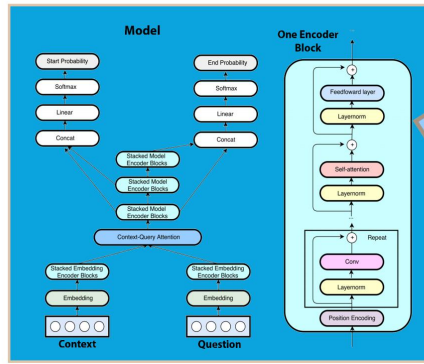 Model
Start Probability
Softmax
Linear
Concat
End Probability
Softmax
Linear
Concat
Stacked Model
Encoder Blocks
Stacked Model
Encoder Blocks
Stacked Model
Encoder Blocks
Context-Query Attention
Stacked Embedding
Encoder Blocks
Stacked Embedding
Encoder Blocks
Embedding
Embedding
Context
Question
One Encoder
Block
...
+
Feedfoward layer
Layernorm
+
Self-attention
Layernorm
...
+
Repeat
Conv
Layernorm
Position Encoding